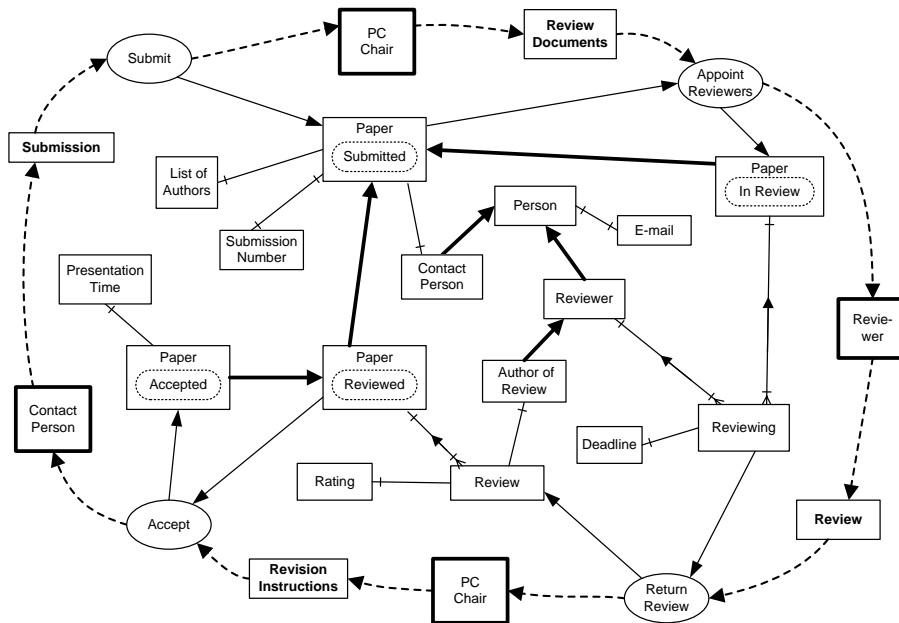 PC
Chair
Review
Documents
Submit
Appoint
Reviewers
Submission
Paper
Submitted
List of
Authors
Paper
In Review
Person
E-mail
Submission
Number
Contact
Person
Presentation
Time
Reviewer
Revie-
wer
Paper
Accepted
Paper
Reviewed
Author of
Review
Contact
Person
Deadline
Reviewing
Rating
Review
Review
Accept
Revision
Instructions
PC
Chair
Return
Review